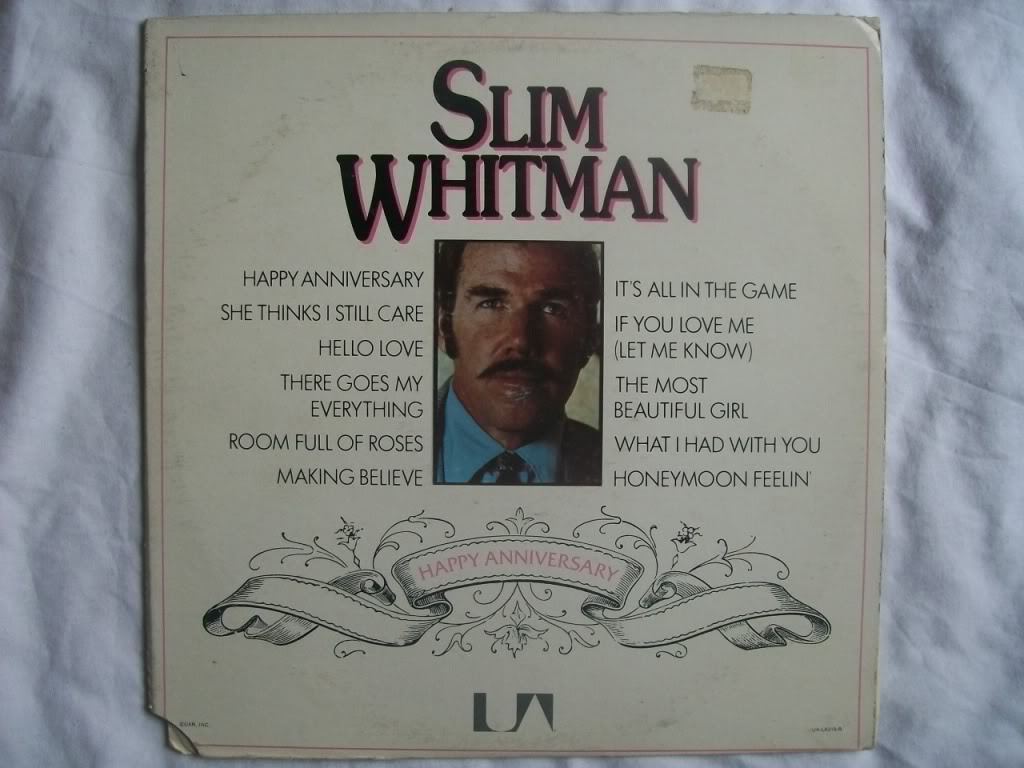 SLIM
WHITMAN
HAPPY ANNIVERSARY
SHE THINKS I STILL CARE
HELLO LOVE
THERE GOES MY
EVERYTHING
ROOM FULL OF ROSES
MAKING BELIEVE
IT'S ALL IN THE GAME
IF YOU LOVE ME
(LET ME KNOW)
THE MOST
BEAUTIFUL GIRL
WHAT I HAD WITH YOU
HONEYMOON FEELIN'
HAPPY ANNIVERSARY
UA